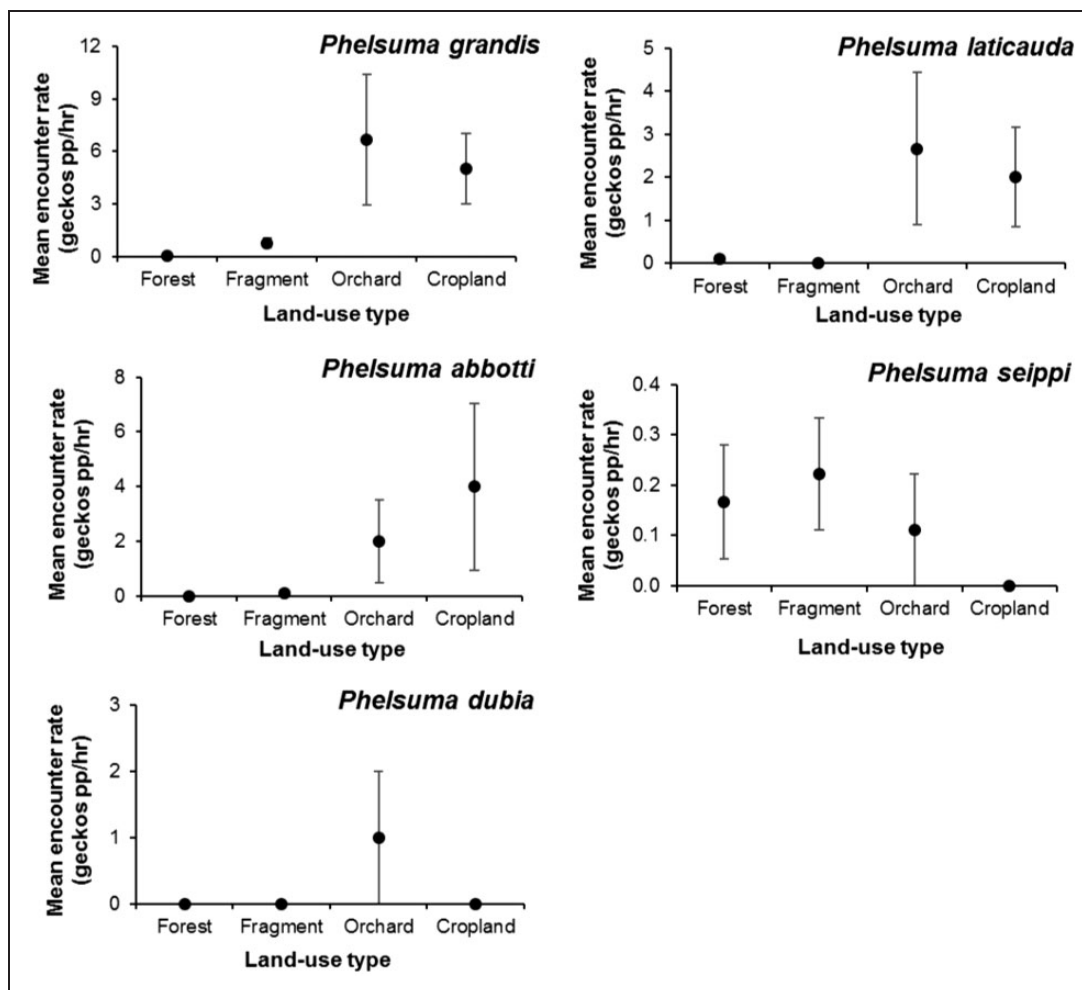 Phelsuma grandis
Mean encounter rate
(geckos pp/hr)
12
9
6
3
0
Forest Fragment Orchard Cropland
Land-use type
Phelsuma laticauda
Mean encounter rate
(geckos pp/hr)
5
4
3
2
1
0
Forest Fragment Orchard Cropland
Land-use type
Phelsuma abbotti
Mean encounter rate
(geckos pp/hr)
8
6
4
2
0
Forest Fragment Orchard Cropland
Land-use type
Phelsuma seippi
Mean encounter rate
(geckos pp/hr)
0.4
0.3
0.2
0.1
0.0
Forest Fragment Orchard Cropland
Land-use type
Phelsuma dubia
Mean encounter rate
(geckos pp/hr)
3
2
1
0
Forest Fragment Orchard Cropland
Land-use type